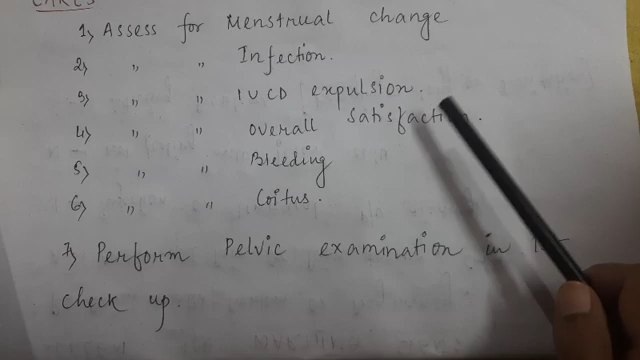 CARES
1) Assess for Menstrual change
2) " " Infection.
3) " " IUCD expulsion.
4) " " overall satisfaction.
5) " " Bleeding
6) " " Coitus.
7) Perform Pelvic examination in
check up.